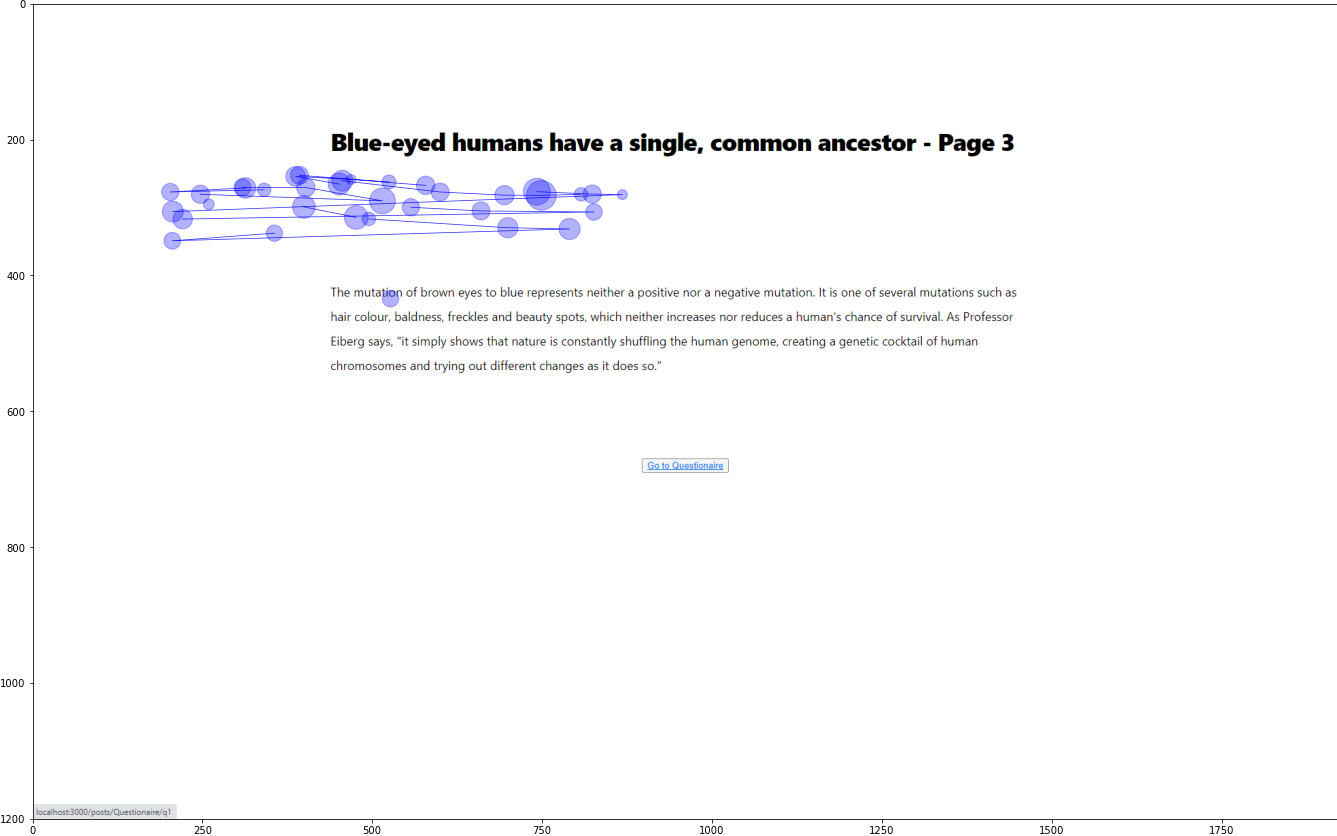 0
200
Blue-eyed humans have a single, common ancestor - Page 3
400
The mutation of brown eyes to blue represents neither a positive nor a negative mutation. It is one of several mutations such as
hair colour, baldness, freckles and beauty spots, which neither increases nor reduces a human's chance of survival. As Professor
Eiberg says, "it simply shows that nature is constantly shuffling the human genome, creating a genetic cocktail of human
chromosomes and trying out different changes as it does so."
600
Go to Questionaire
800
1000
localhost:3000/posts/Questionaire/q1
1200
0 250 500 750 1000 1250 1500 1750